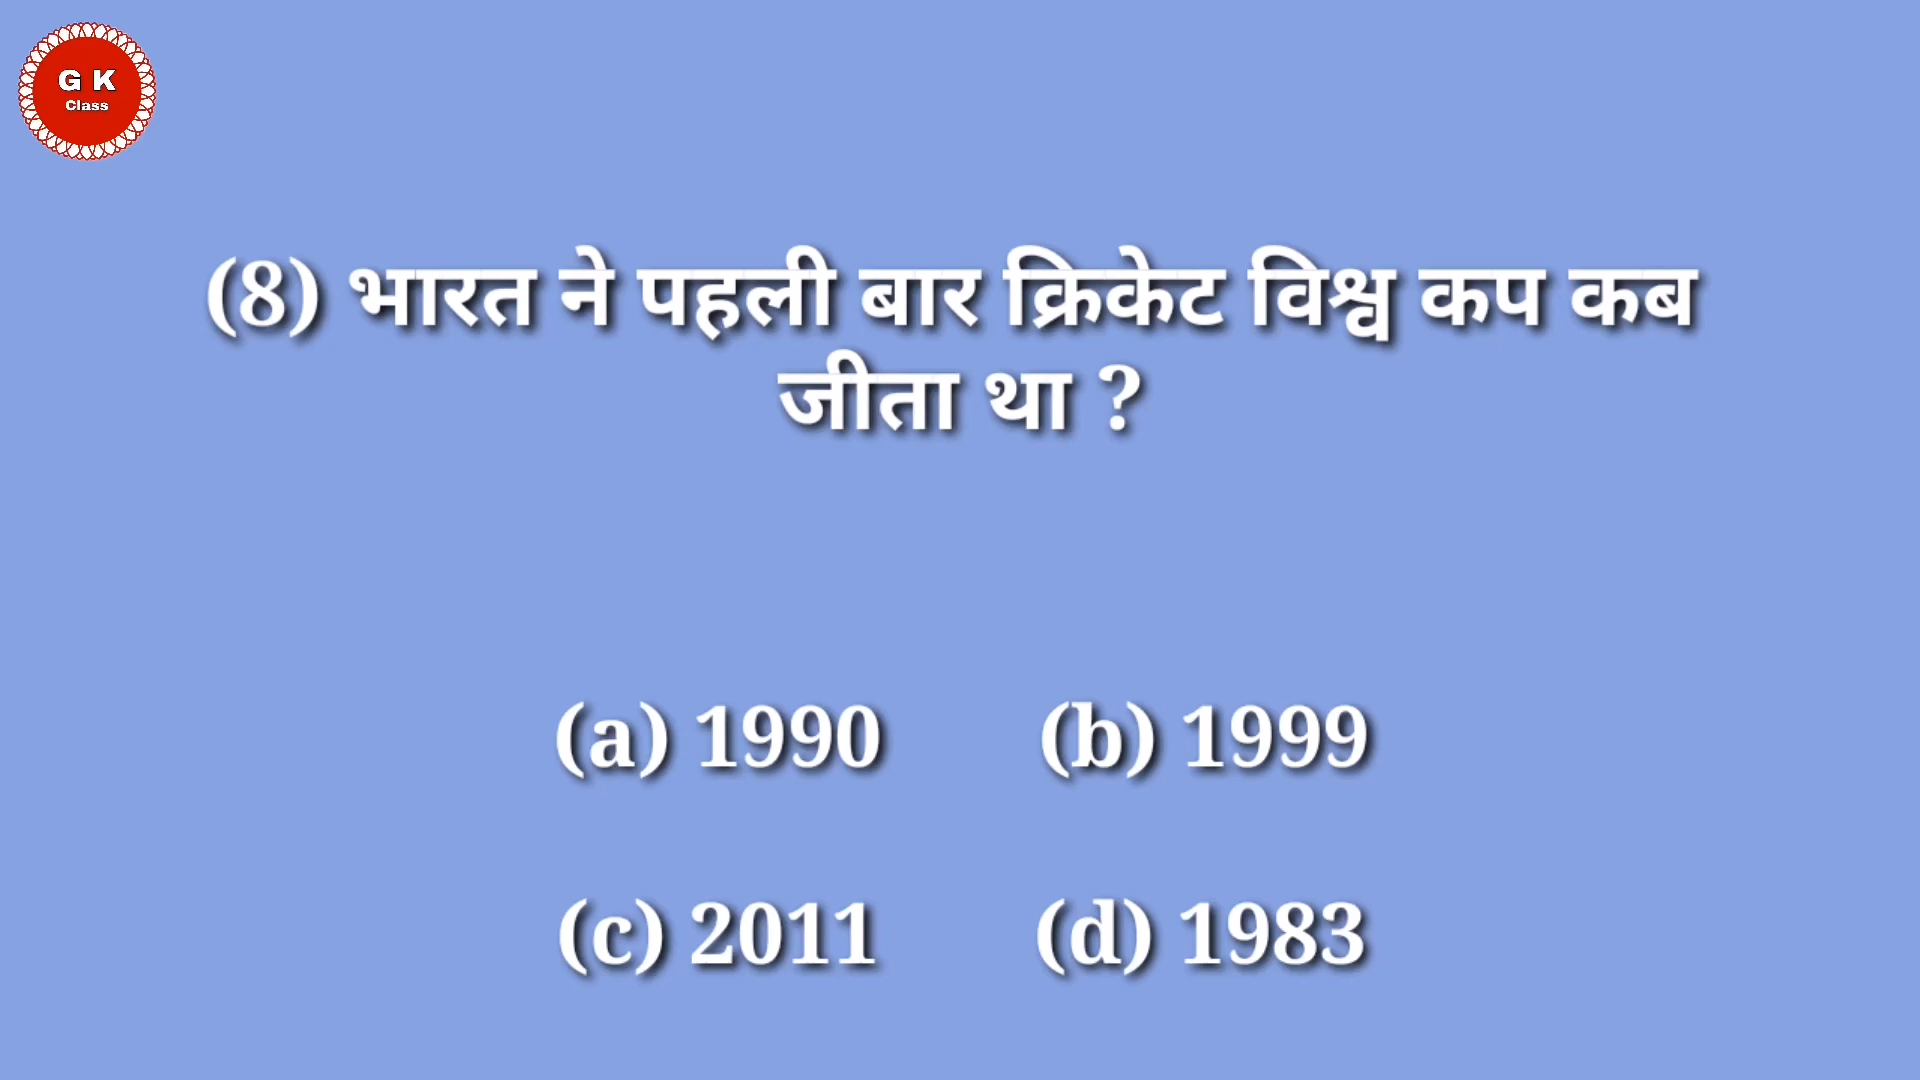 G K
Class
(8) भारत ने पहली बार क्रिकेट विश्व कप कब
जीता था ?
(a) 1990 (b) 1999
(c) 2011 (d) 1983